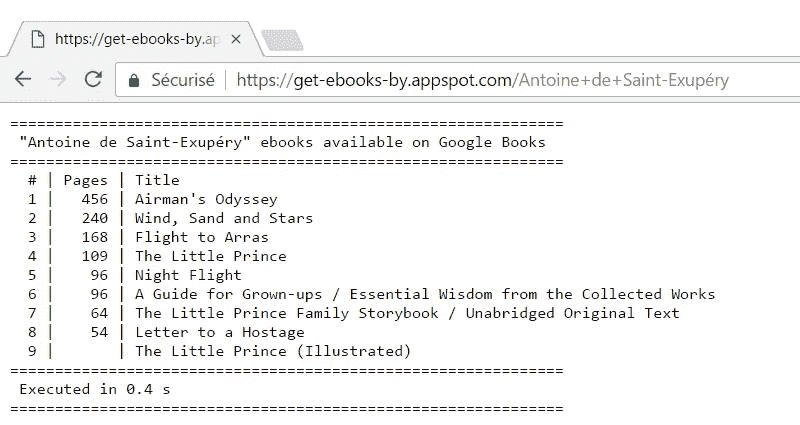 https://get-ebooks-by.ap
Sécurisé https://get-ebooks-by.appspot.com/Antoine+de+Saint-Exupéry
==============================================================
"Antoine de Saint-Exupéry" ebooks available on Google Books
==============================================================
# | Pages | Title
1 | 456 | Airman's Odyssey
2 | 240 | Wind, Sand and Stars
3 | 168 | Flight to Arras
4 | 109 | The Little Prince
5 | 96 | Night Flight
6 | 96 | A Guide for Grown-ups / Essential Wisdom from the Collected Works
7 | 64 | The Little Prince Family Storybook / Unabridged Original Text
8 | 54 | Letter to a Hostage
9 | | The Little Prince (Illustrated)
==============================================================
Executed in 0.4 s
==============================================================